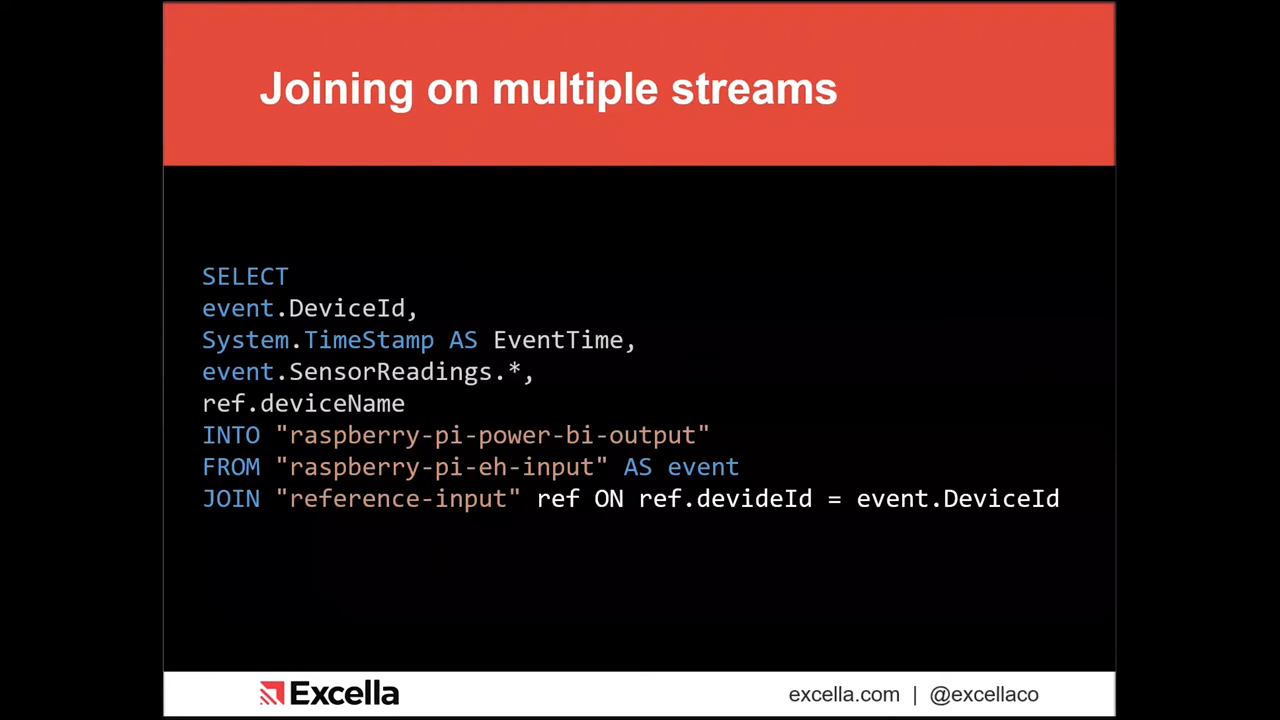 Joining on multiple streams
SELECT
event.DeviceId,
System.TimeStamp AS EventTime,
event.SensorReadings.*,
ref.deviceName
INTO "raspberry-pi-power-bi-output"
FROM "raspberry-pi-eh-input" AS event
JOIN "reference-input" ref ON ref.devideId = event.DeviceId
Excella
excella.com | @excellaco